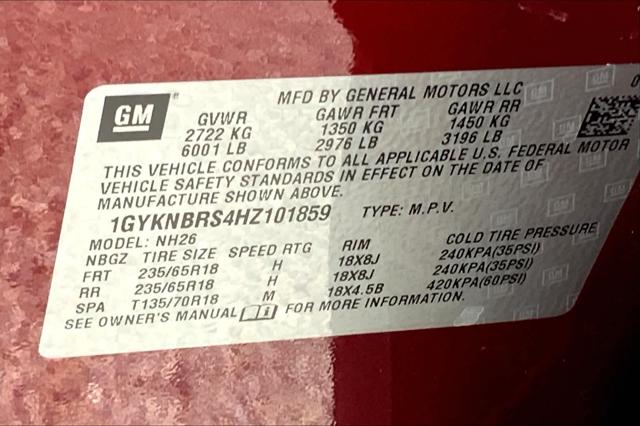 GM ®
MFD BY GENERAL MOTORS LLC
GVWR GAWR FRT GAWR RR
2722 KG 1350 KG 1450 KG
6001 LB 2976 LB 3196 LB
THIS VEHICLE CONFORMS TO ALL APPLICABLE U.S. FEDERAL MOTOR
VEHICLE SAFETY STANDARDS IN EFFECT ON THE DATE OF
MANUFACTURE SHOWN ABOVE.
1GYKNBRS4HZ101859 TYPE: M.P.V.
MODEL: NH26
NBGZ TIRE SIZE SPEED RTG RIM COLD TIRE PRESSURE
FRT 235/65R18 H 18X8J 240KPA(35PSI)
RR 235/65R18 H 18X8J 240KPA(35PSI)
SPA T135/70R18 M 18X4.5B 420KPA(60PSI)
SEE OWNER'S MANUAL FOR MORE INFORMATION.